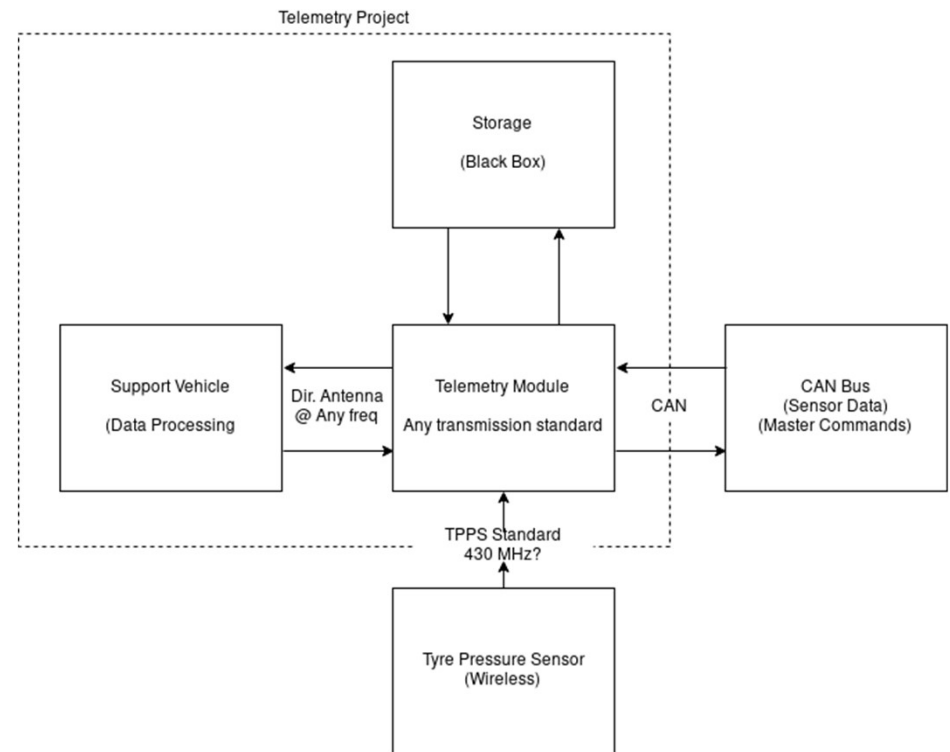 Telemetry Project
Storage
(Black Box)
Support Vehicle
(Data Processing
Dir. Antenna
@ Any freq
Telemetry Module
Any transmission standard
CAN
CAN Bus
(Sensor Data)
(Master Commands)
TPPS Standard
430 MHz?
Tyre Pressure Sensor
(Wireless)